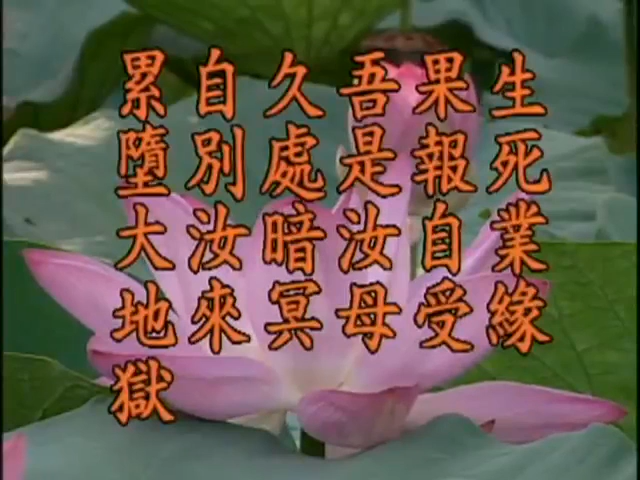 生死業緣
果報自受
吾是汝母
久處暗冥
自別汝來
累墮大地獄